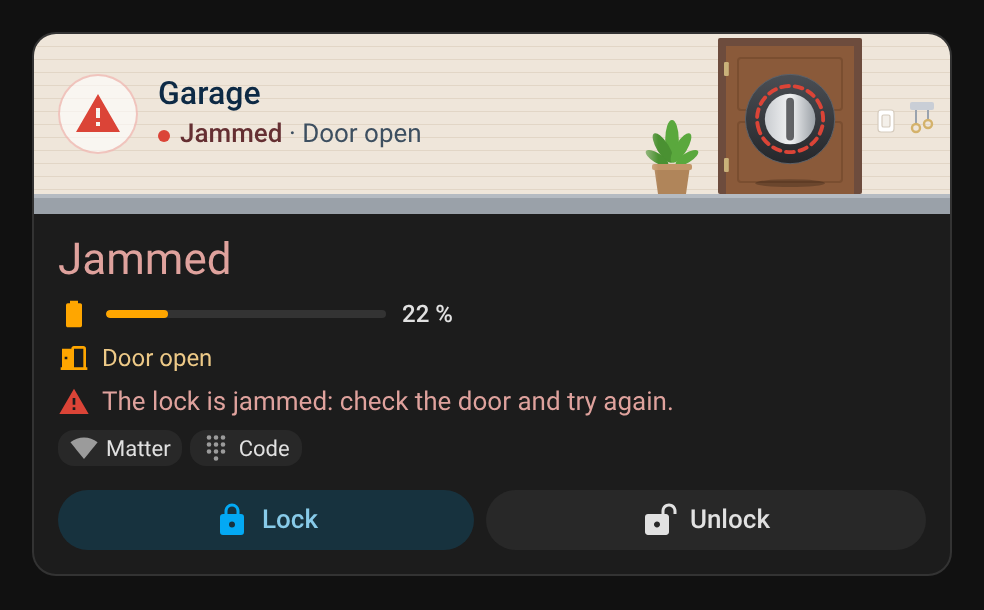 Garage
Jammed · Door open
Jammed
22 %
Door open
The lock is jammed: check the door and try again.
Matter Code
Lock Unlock